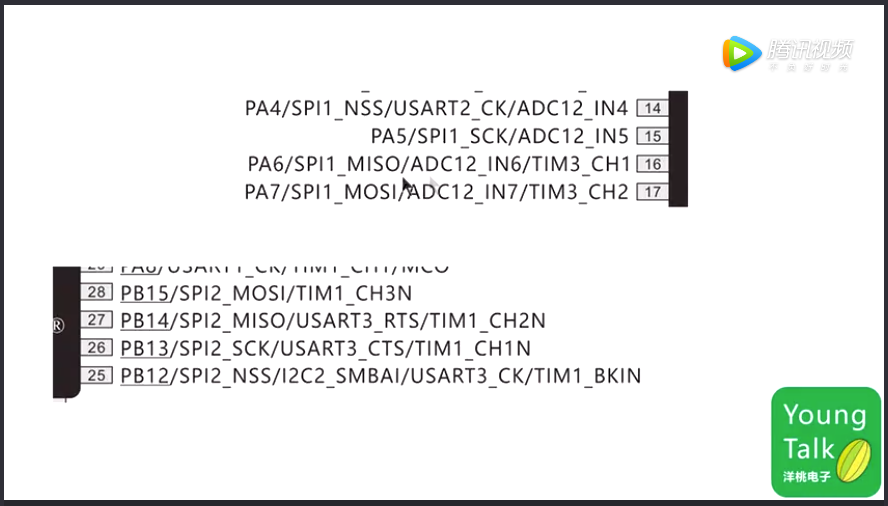 腾讯视频
PA4/SPI1_NSS/USART2_CK/ADC12_IN4 14
PA5/SPI1_SCK/ADC12_IN5 15
PA6/SPI1_MISO/ADC12_IN6/TIM3_CH1 16
PA7/SPI1_MOSI/ADC12_IN7/TIM3_CH2 17
29 PA8/USART1_CK/TIM1_CH1/MCO
28 PB15/SPI2_MOSI/TIM1_CH3N
® 27 PB14/SPI2_MISO/USART3_RTS/TIM1_CH2N
26 PB13/SPI2_SCK/USART3_CTS/TIM1_CH1N
25 PB12/SPI2_NSS/I2C2_SMBAI/USART3_CK/TIM1_BKIN
Young
Talk
洋桃电子